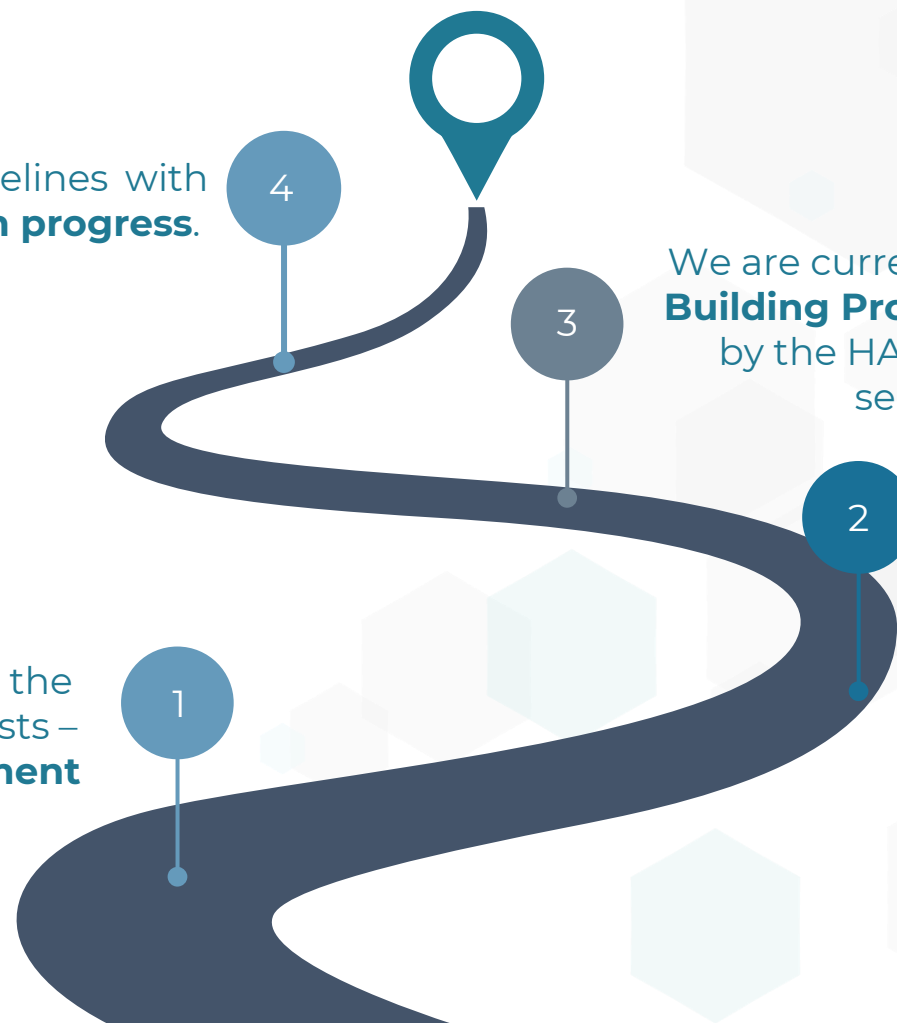 elines with
progress.
4
We are curre
Building Pro
3
by the HA
se
2
the
sts –
1
nent